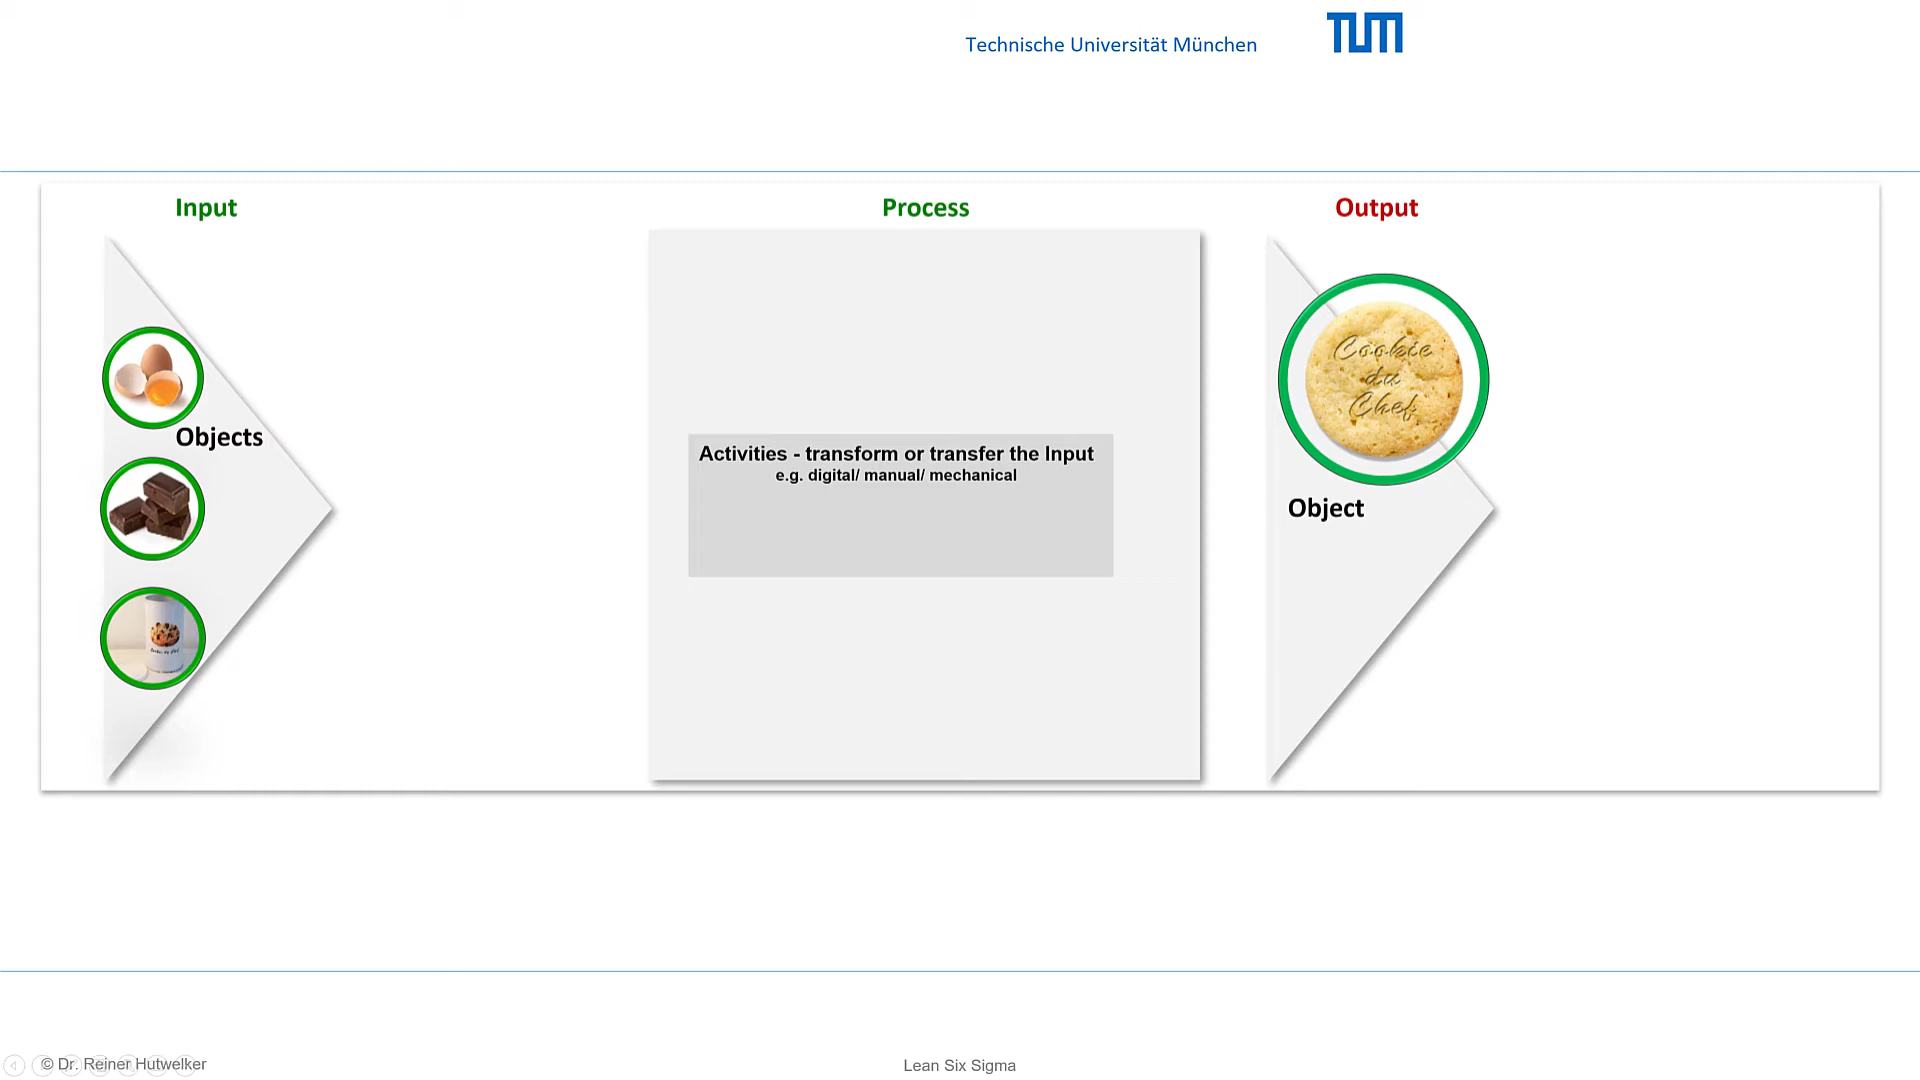 Technische Universität München
TUM
Input
Process
Output
Objects
Activities - transform or transfer the Input
e.g. digital/ manual/ mechanical
Cookie
du
Chef
Object
© Dr. Reiner Hutwelker
Lean Six Sigma